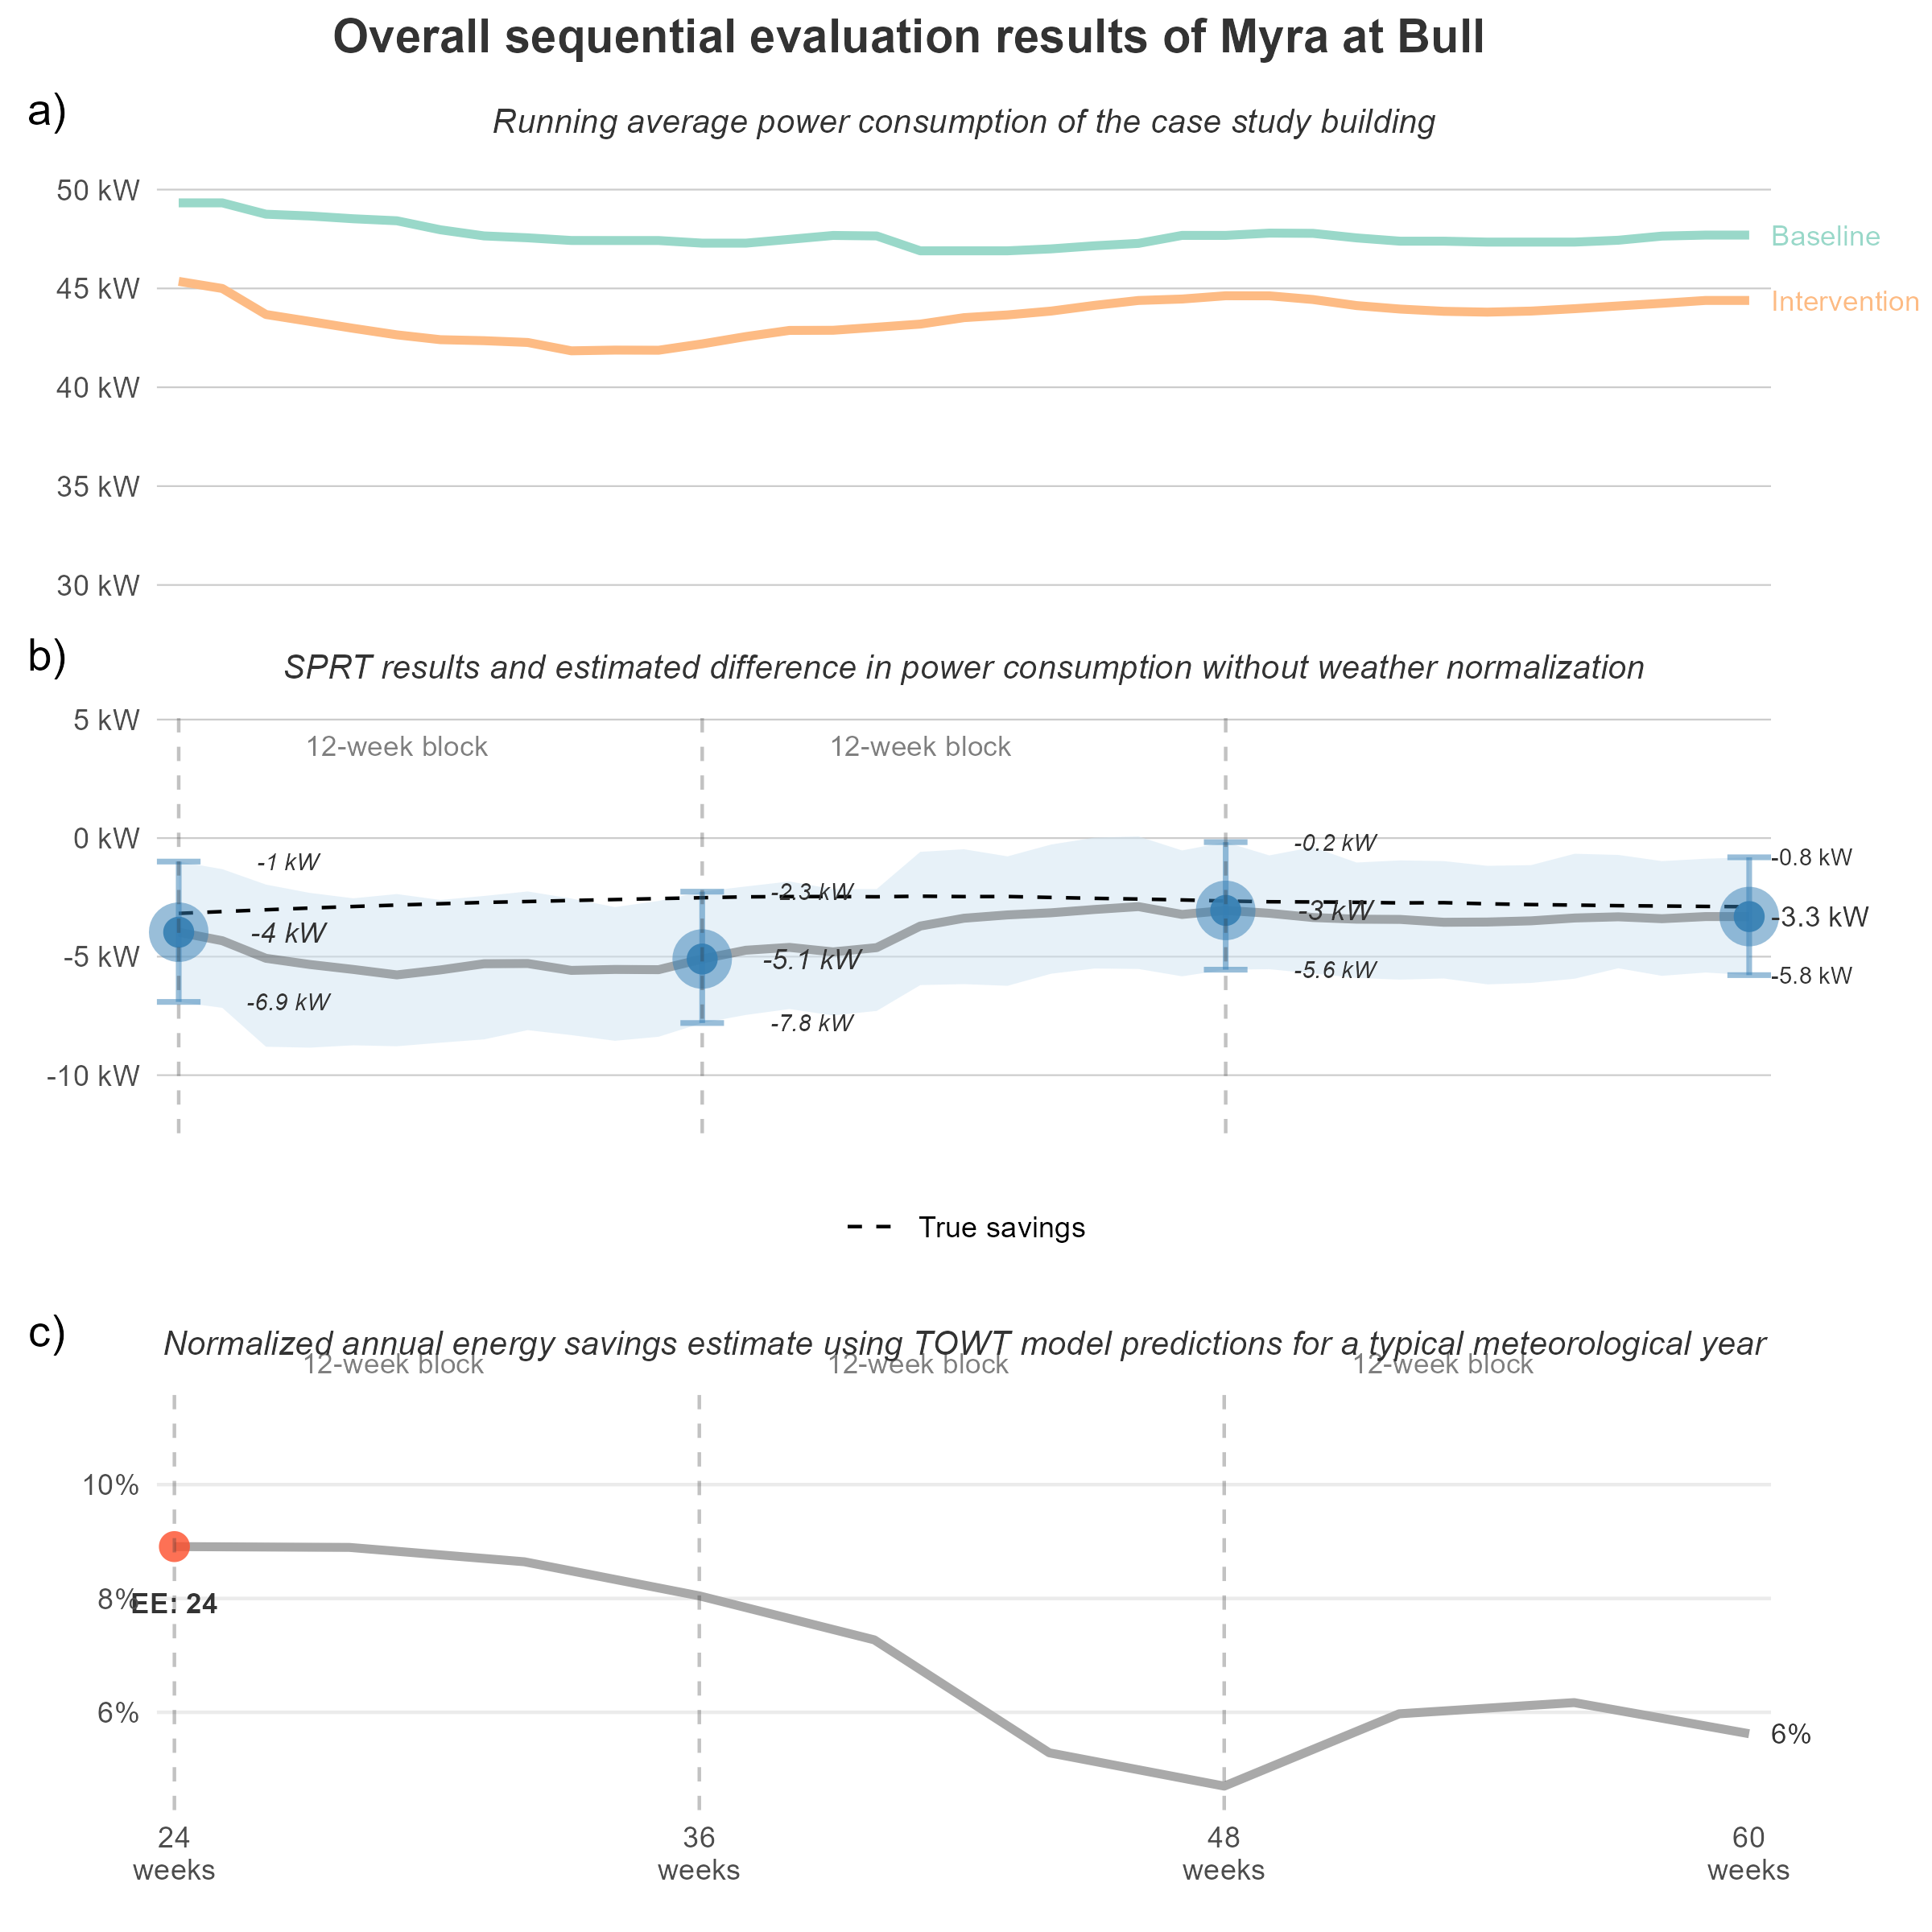 Overall sequential evaluation results of Myra at Bull
a)
Running average power consumption of the case study building
50 kW
45 kW
40 kW
35 kW
30 kW
Baseline
Intervention
b)
SPRT results and estimated difference in power consumption without weather normalization
5 kW
0 kW
-5 kW
-10 kW
12-week block
12-week block
-1 kW
-4 kW
-6.9 kW
-2.3 kW
-5.1 kW
-7.8 kW
-0.2 kW
-3 kW
-5.6 kW
-0.8 kW
-3.3 kW
-5.8 kW
True savings
c)
Normalized annual energy savings estimate using TOWT model predictions for a typical meteorological year
12-week block
12-week block
12-week block
10%
8%
6%
EE: 24
6%
24
weeks
36
weeks
48
weeks
60
weeks